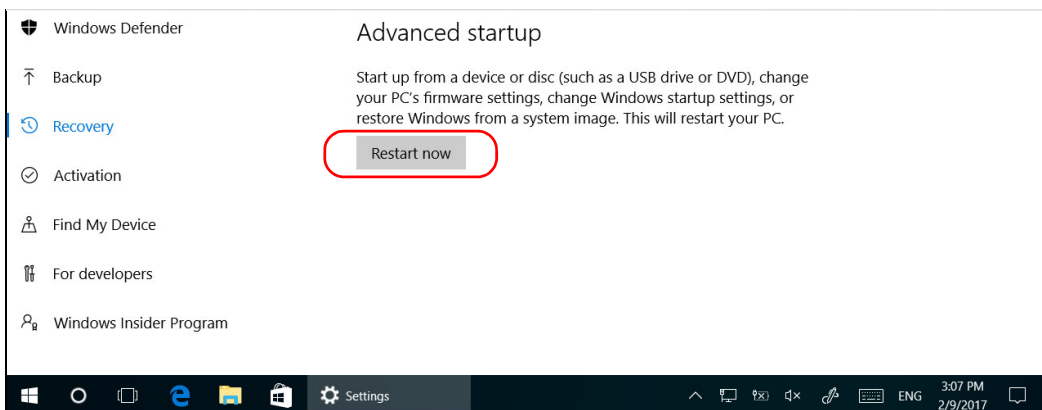 Windows Defender
Backup
Recovery
Activation
Find My Device
For developers
Windows Insider Program
Advanced startup
Start up from a device or disc (such as a USB drive or DVD), change
your PC's firmware settings, change Windows startup settings, or
restore Windows from a system image. This will restart your PC.
Restart now
Settings
ENG
3:07 PM
2/9/2017